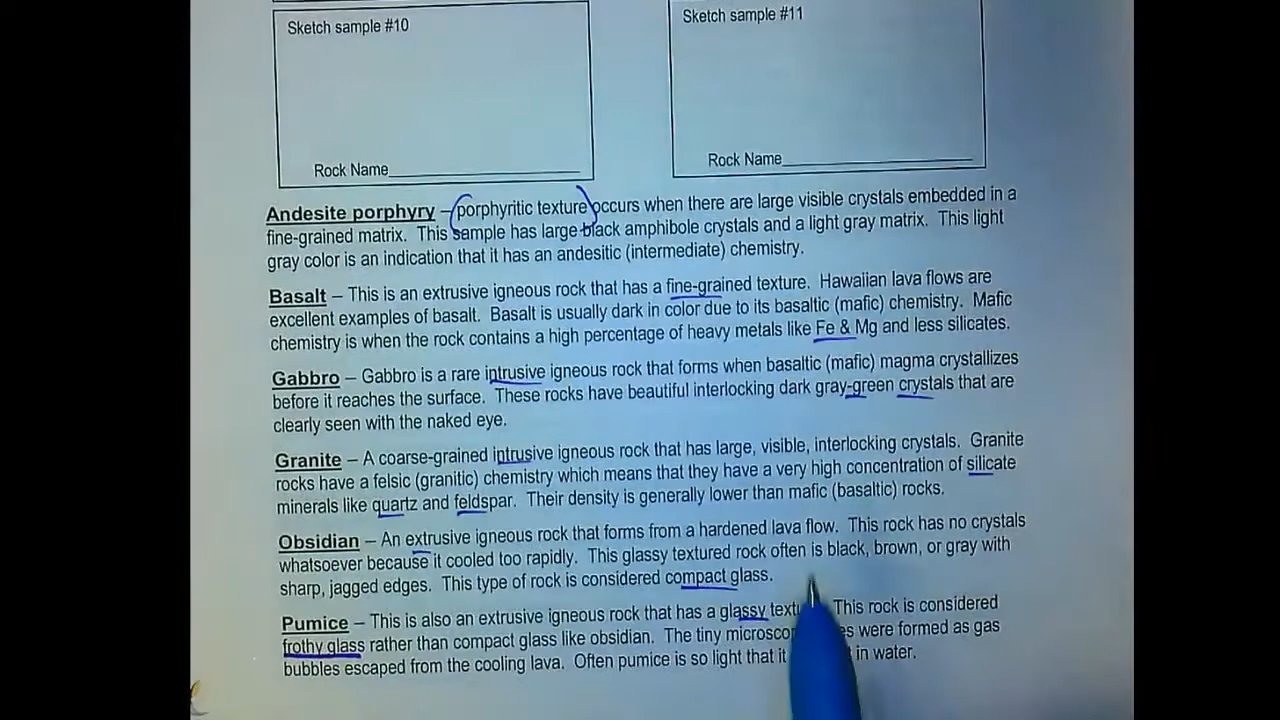 Sketch sample #10
Sketch sample #11
Rock Name
Rock Name
Andesite porphyry – porphyritic texture occurs when there are large visible crystals embedded in a
fine-grained matrix. This sample has large black amphibole crystals and a light gray matrix. This light
gray color is an indication that it has an andesitic (intermediate) chemistry.
Basalt – This is an extrusive igneous rock that has a fine-grained texture. Hawaiian lava flows are
excellent examples of basalt. Basalt is usually dark in color due to its basaltic (mafic) chemistry. Mafic
chemistry is when the rock contains a high percentage of heavy metals like Fe & Mg and less silicates.
Gabbro – Gabbro is a rare intrusive igneous rock that forms when basaltic (mafic) magma crystallizes
before it reaches the surface. These rocks have beautiful interlocking dark gray-green crystals that are
clearly seen with the naked eye.
Granite – A coarse-grained intrusive igneous rock that has large, visible, interlocking crystals. Granite
rocks have a felsic (granitic) chemistry which means that they have a very high concentration of silicate
minerals like quartz and feldspar. Their density is generally lower than mafic (basaltic) rocks.
Obsidian – An extrusive igneous rock that forms from a hardened lava flow. This rock has no crystals
whatsoever because it cooled too rapidly. This glassy textured rock often is black, brown, or gray with
sharp, jagged edges. This type of rock is considered compact glass.
Pumice – This is also an extrusive igneous rock that has a glassy This rock is considered
frothy glass rather than compact glass like obsidian. The tiny were formed as gas
bubbles escaped from the cooling lava. Often pumice is so light that it in water.